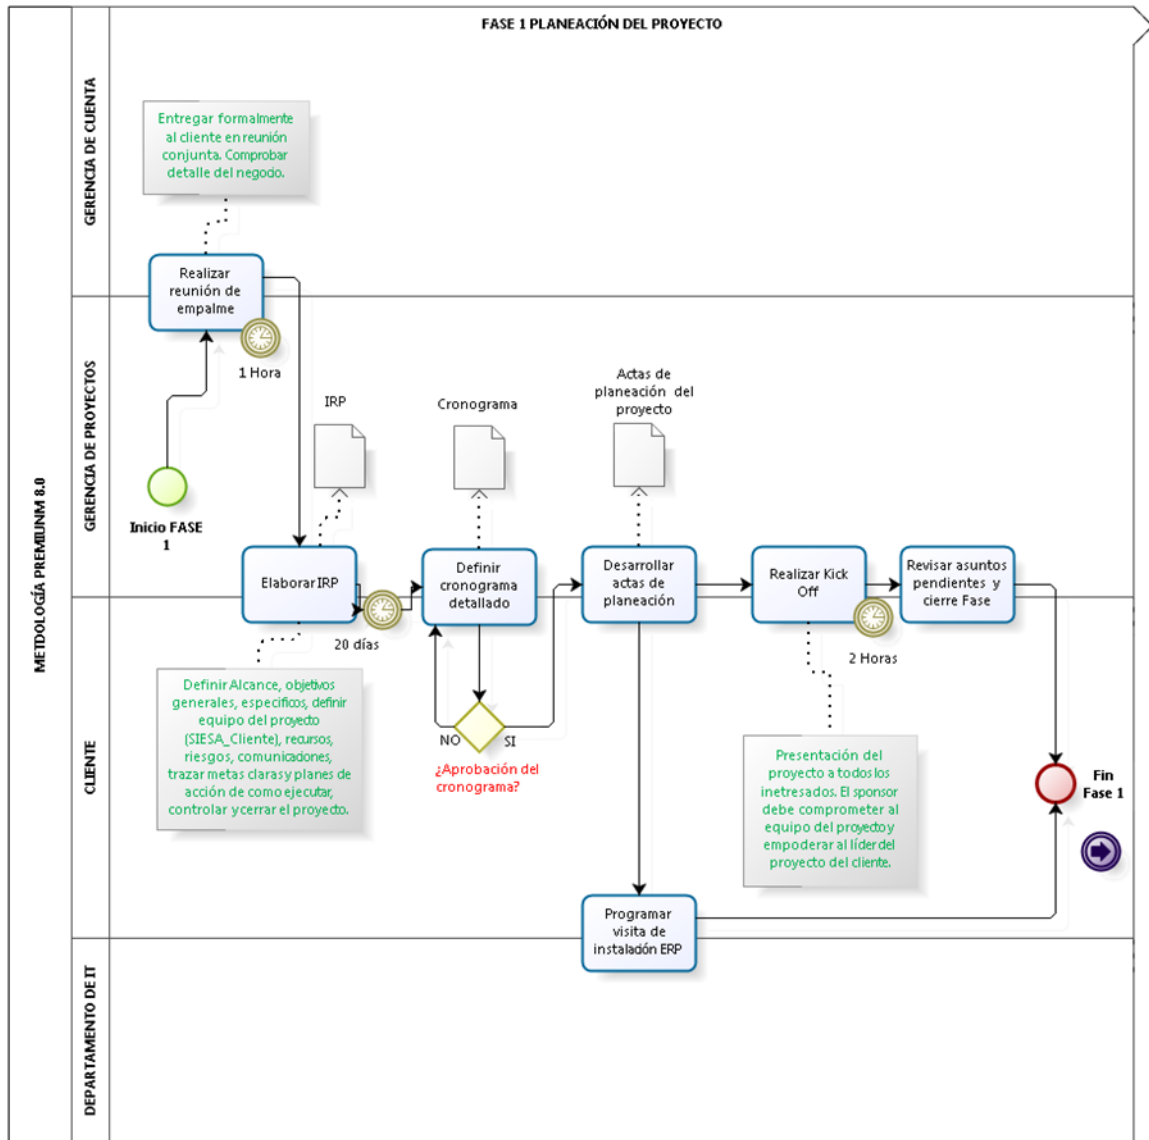 FASE 1 PLANEACIÓN DEL PROYECTO
METDOLOGÍA PREMIUNM 8.0
GERENCIA DE CUENTA
Entregar formalmente
al cliente en reunión
conjunta. Comprobar
detalle del negocio.
Realizar
reunión de
empalme
1 Hora
GERENCIA DE PROYECTOS
Inicio FASE
1
IRP
Cronograma
Actas de
planeación del
proyecto
Elaborar IRP
20 días
Definir
cronograma
detallado
Desarrollar
actas de
planeación
Realizar Kick
Off
2 Horas
Revisar asuntos
pendientes y
cierre Fase
CLIENTE
Definir Alcance, objetivos
generales, especificos, definir
equipo del proyecto
(SIESA_Cliente), recursos,
riesgos, comunicaciones,
trazar metas claras y planes de
acción de como ejecutar,
controlar y cerrar el proyecto.
NO
SI
¿Aprobación del
cronograma?
Presentación del
proyecto a todos los
inetresados. El sponsor
debe comprometer al
equipo del proyecto y
empoderar al líder del
proyecto del cliente.
Fin
Fase 1
Programar
visita de
instalación ERP
DEPARTAMENTO DE IT